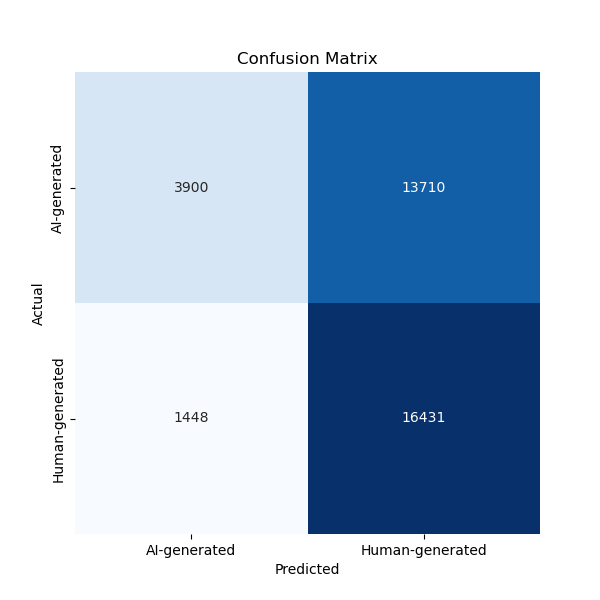 Confusion Matrix
AI-generated
3900
13710
Actual
Human-generated
1448
16431
AI-generated
Human-generated
Predicted